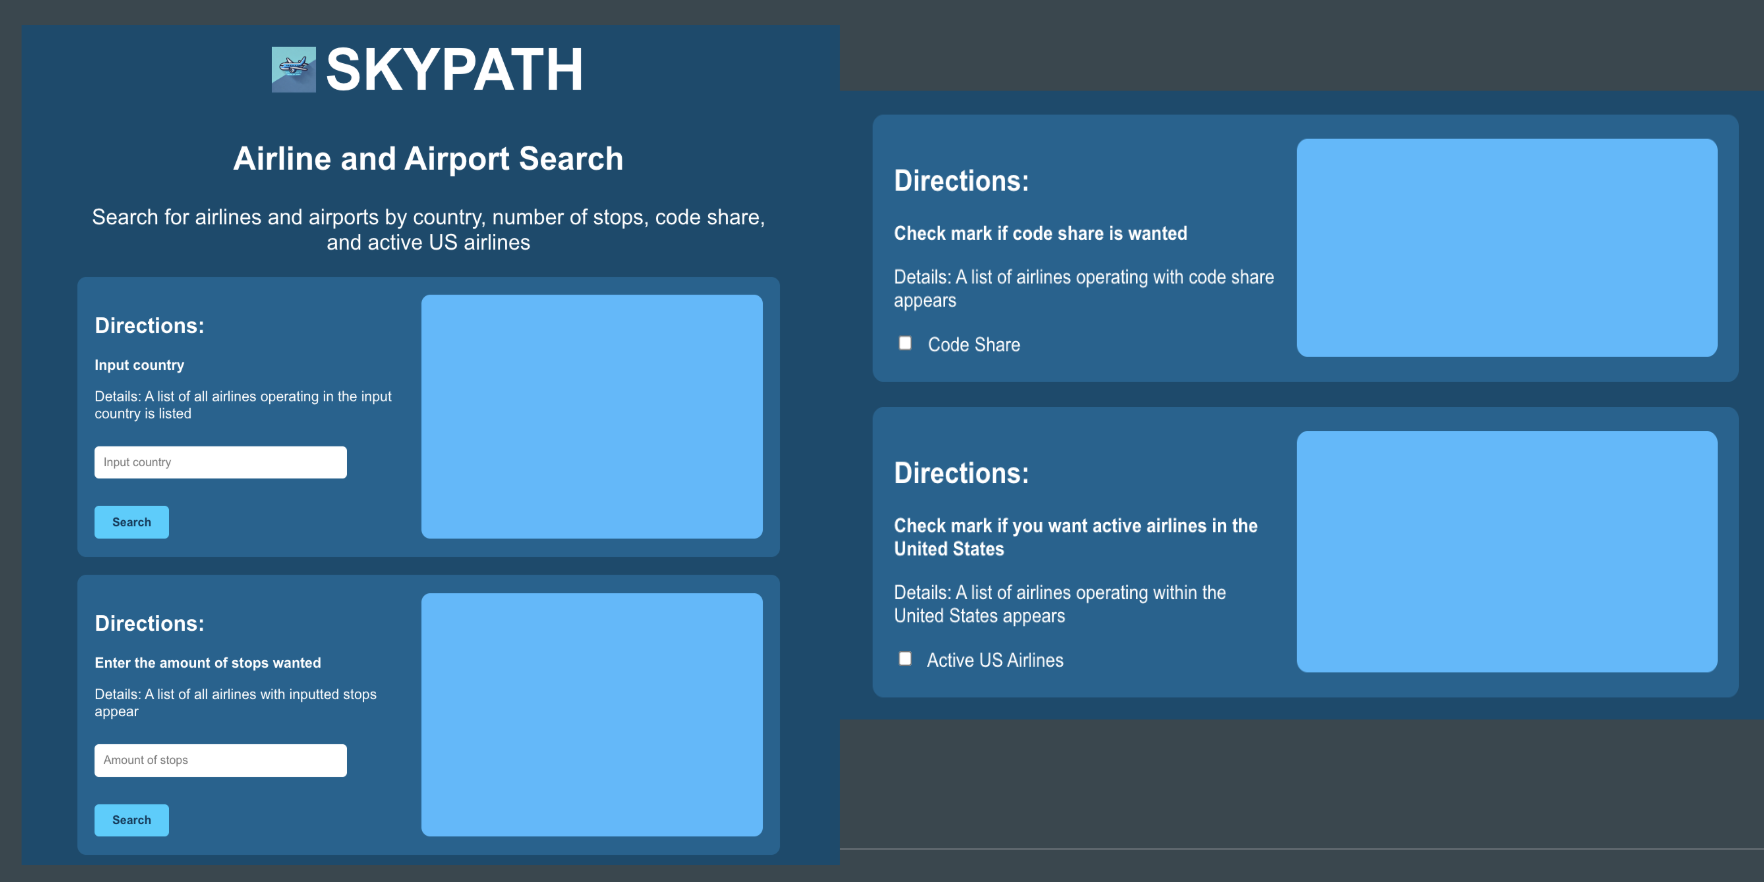 SKYPATH
Airline and Airport Search
Search for airlines and airports by country, number of stops, code share,
and active US airlines
Directions:
Input country
Details: A list of all airlines operating in the input
country is listed
Input country
Search
Directions:
Enter the amount of stops wanted
Details: A list of all airlines with inputted stops
appear
Amount of stops
Search
Directions:
Check mark if code share is wanted
Details: A list of airlines operating with code share
appears
Code Share
Directions:
Check mark if you want active airlines in the
United States
Details: A list of airlines operating within the
United States appears
Active US Airlines